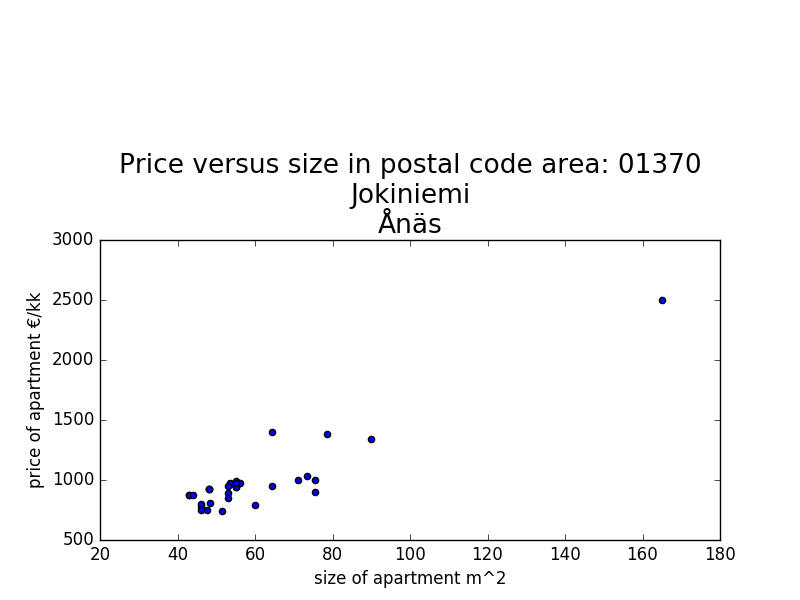 Price versus size in postal code area: 01370
Jokiniemi
Ånäs
3000
2500
2000
1500
1000
500
price of apartment €/kk
20 40 60 80 100 120 140 160 180
size of apartment m^2